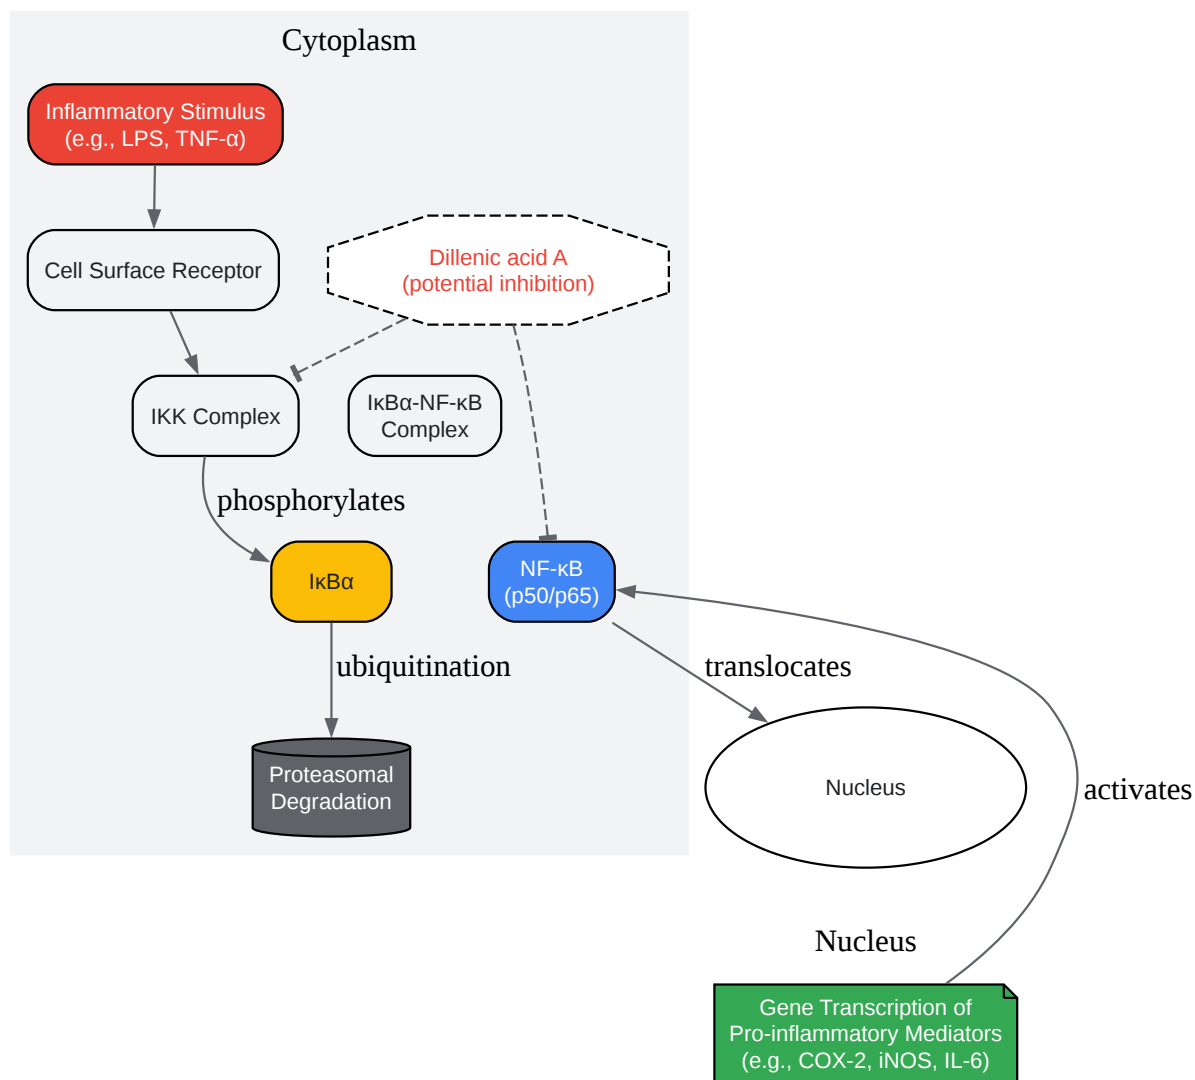 Cytoplasm
Inflammatory Stimulus
(e.g., LPS, TNF-α)
Cell Surface Receptor
Dillenic acid A
(potential inhibition)
IKK Complex
IκBα-NF-κB
Complex
phosphorylates
IκBα
NF-κB
(p50/p65)
ubiquitination
translocates
Proteasomal
Degradation
Nucleus
activates
Nucleus
Gene Transcription of
Pro-inflammatory Mediators
(e.g., COX-2, iNOS, IL-6)